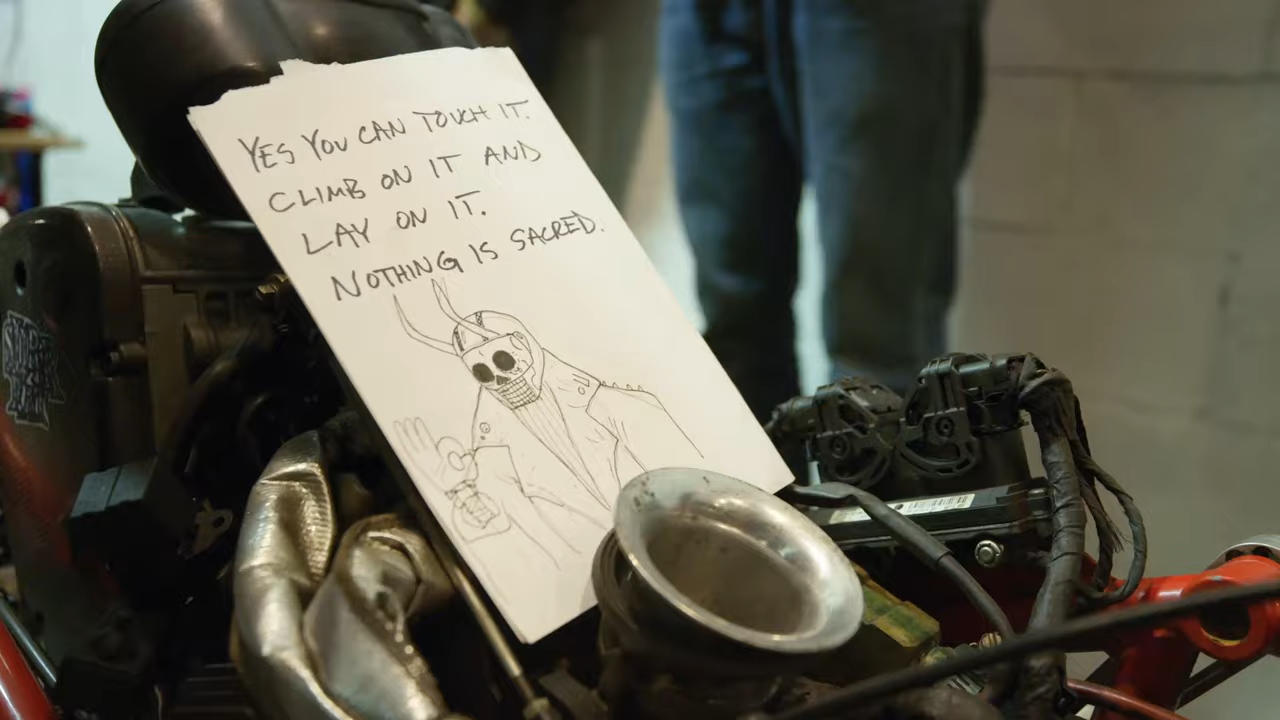 YES YOU CAN TOUCH IT.
CLIMB ON IT AND
LAY ON IT.
NOTHING IS SACRED.